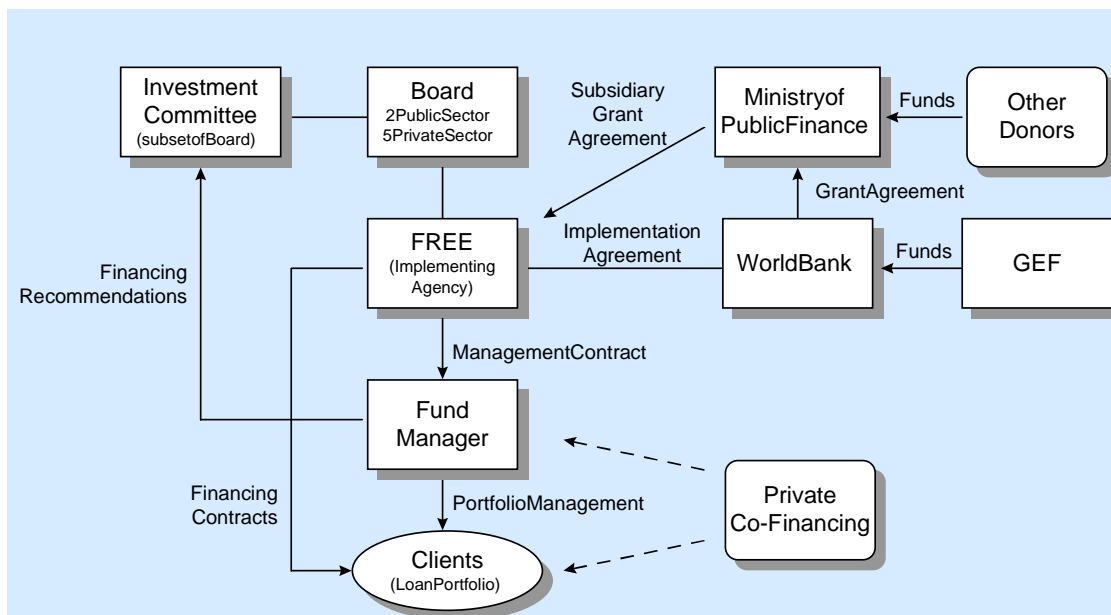 Investment
Committee
(subsetofBoard)
Board
2PublicSector
5PrivateSector
Subsidiary
Grant
Agreement
Ministryof
PublicFinance
Funds
Other
Donors
GrantAgreement
FREE
(Implementing
Agency)
Implementation
Agreement
WorldBank
Funds
GEF
Financing
Recommendations
ManagementContract
Fund
Manager
Financing
Contracts
PortfolioManagement
Private
Co-Financing
Clients
(LoanPortfolio)